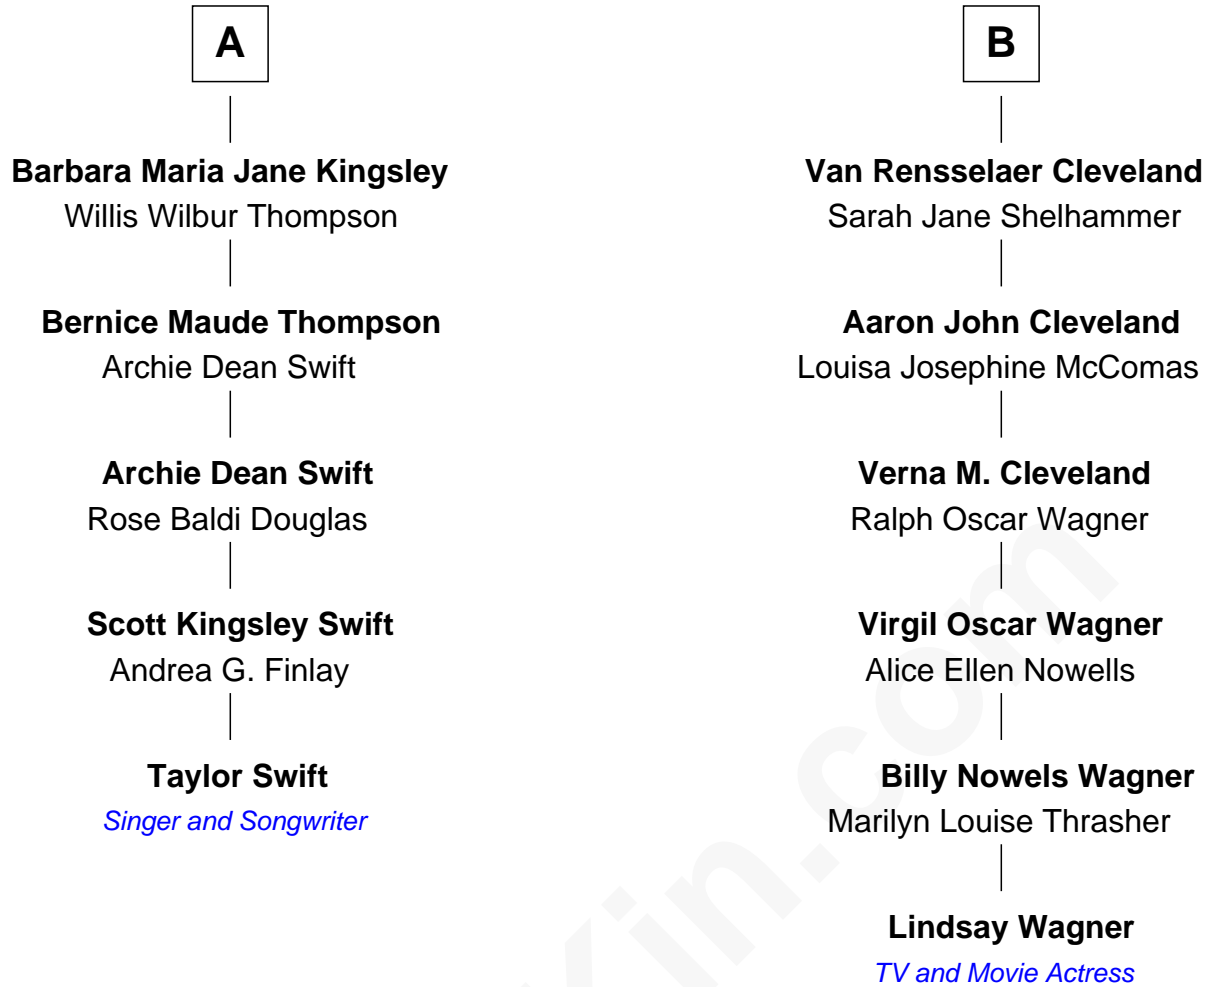 A
Barbara Maria Jane Kingsley
Willis Wilbur Thompson
Bernice Maude Thompson
Archie Dean Swift
Archie Dean Swift
Rose Baldi Douglas
Scott Kingsley Swift
Andrea G. Finlay
Taylor Swift
Singer and Songwriter
B
Van Rensselaer Cleveland
Sarah Jane Shelhammer
Aaron John Cleveland
Louisa Josephine McComas
Verna M. Cleveland
Ralph Oscar Wagner
Virgil Oscar Wagner
Alice Ellen Nowells
Billy Nowels Wagner
Marilyn Louise Thrasher
Lindsay Wagner
TV and Movie Actress